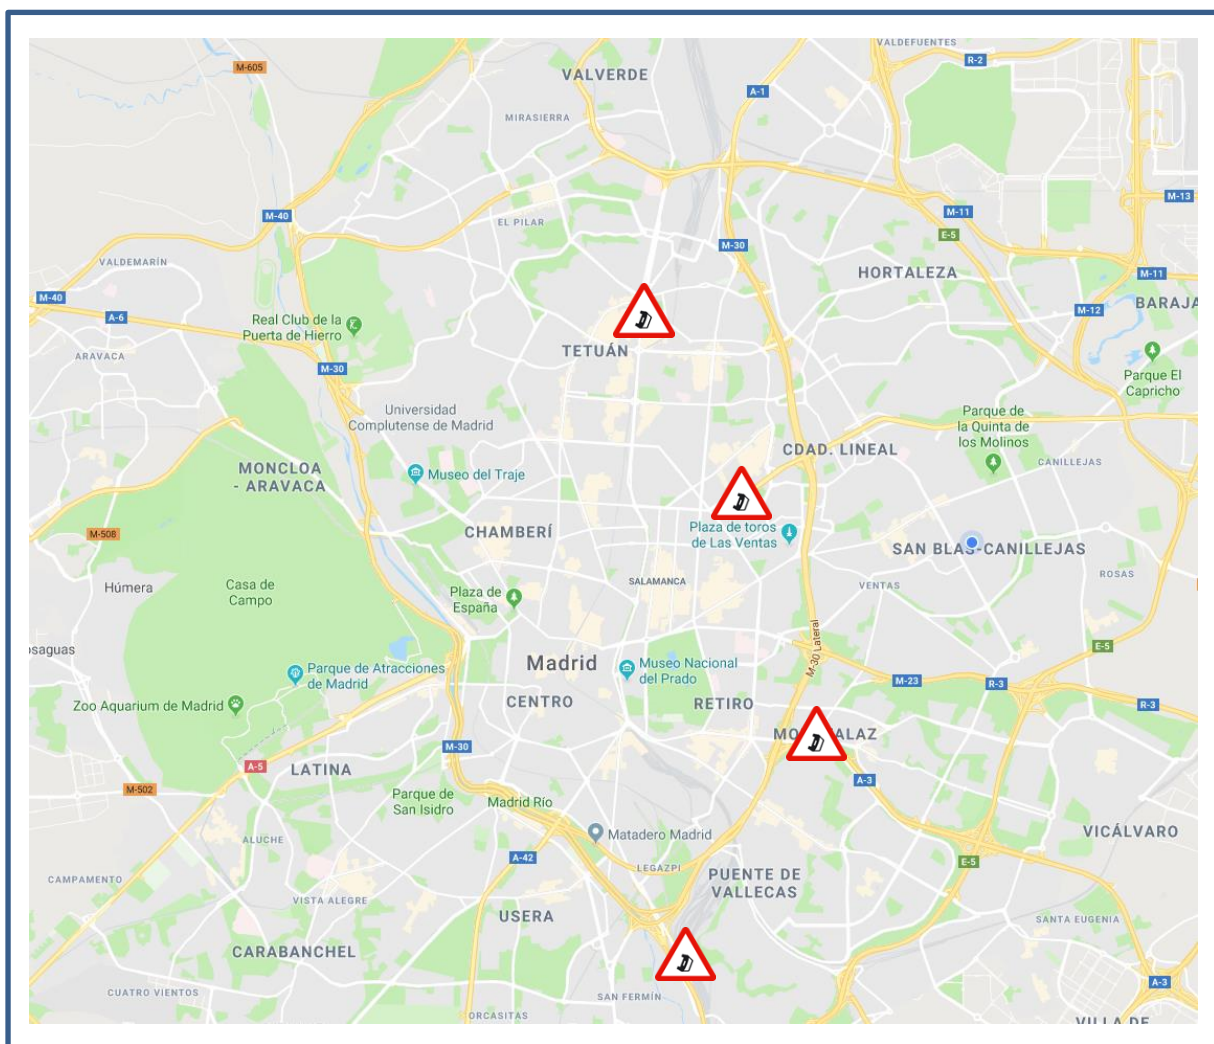 VALDEFUENTES
R-2
M-605
VALVERDE
A-1
MIRASIERRA
M-13
M-40
M-11
EL PILAR
E-5
M-30
VALDEMARÍN
HORTALEZA
M-11
M-40
BARAJA
M-12
A-6
Real Club de la
Puerta de Hierro
TETUÁN
ARAVACA
M-30
Parque El
Capricho
Universidad
Complutense de Madrid
Parque de
la Quinta de
los Molinos
CDAD. LINEAL
CANILLEJAS
MONCLOA
- ARAVACA
Museo del Traje
M-508
CHAMBERÍ
Plaza de toros
de Las Ventas
SAN BLAS-CANILLEJAS
ROSAS
Húmera
Casa de
Campo
SALAMANCA
VENTAS
Plaza de
España
M-30 Lateral
osaguas
E-5
Madrid
Museo Nacional
del Prado
Parque de Atracciones
de Madrid
M-23
R-3
CENTRO
RETIRO
R-3
Zoo Aquarium de Madrid
MO ALAZ
M-30
A-5
LATINA
A-3
M-502
Parque de
San Isidro
Madrid Río
Matadero Madrid
VICÁLVARO
ALUCHE
A-42
E-5
LEGAZPI
PUENTE DE
VALLECAS
CAMPAMENTO
VISTA ALEGRE
USERA
SANTA EUGENIA
CARABANCHEL
A-3
CUATRO VIENTOS
SAN FERMÍN
ORCASITAS
VILLA DE